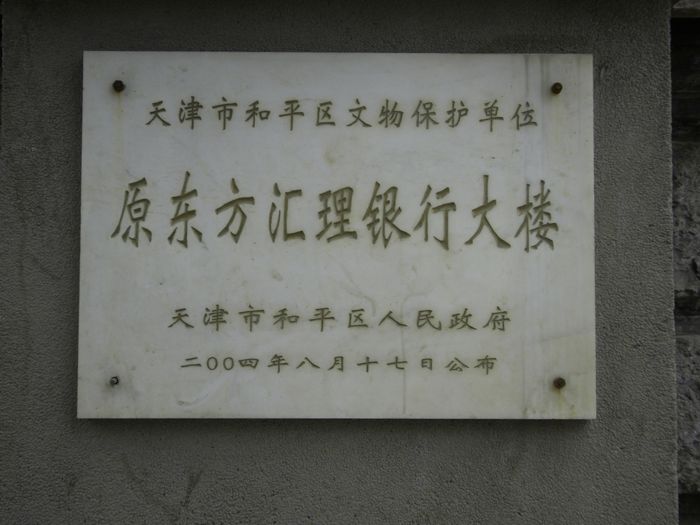 天津市和平区文物保护单位
原东方汇理银行大楼
天津市和平区人民政府
二〇〇四年八月十七日公布